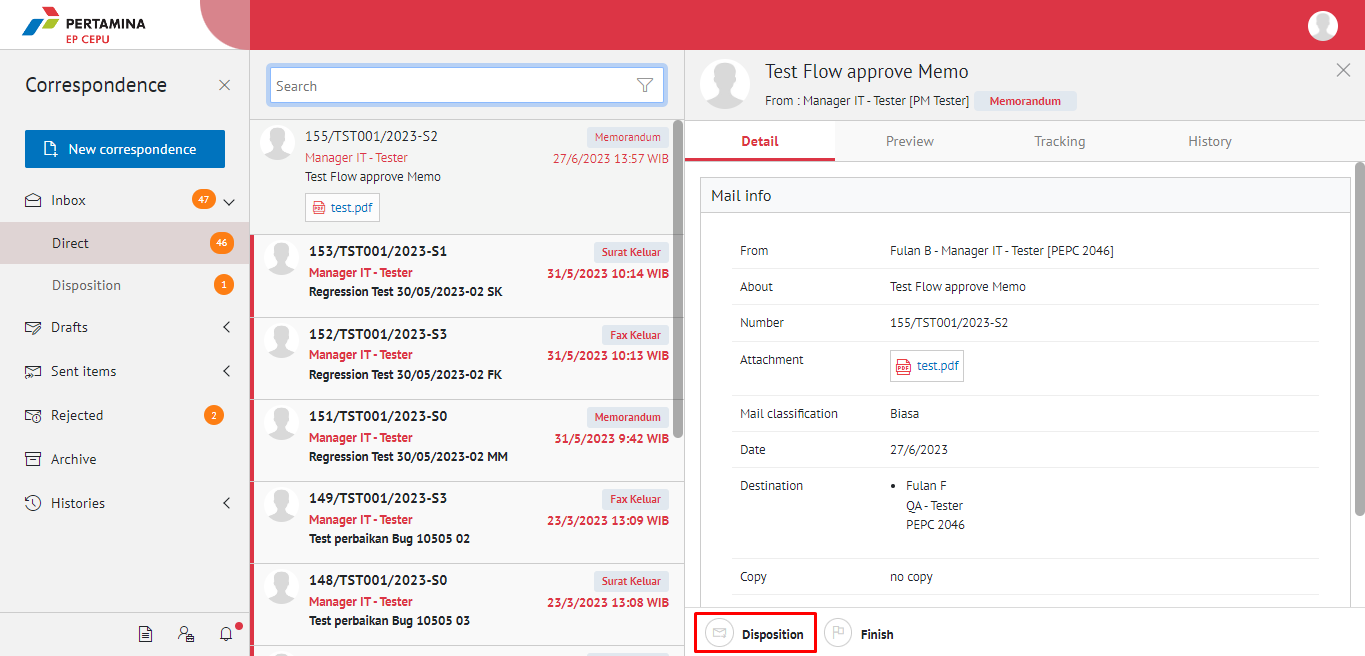 PERTAMINA
EP CEPU
Correspondence
New correspondence
Inbox 47
Direct 46
Disposition 1
Drafts
Sent items
Rejected 2
Archive
Histories
Search
155/TST001/2023-S2 Memorandum
Manager IT - Tester 27/6/2023 13:57 WIB
Test Flow approve Memo
PDF test.pdf
153/TST001/2023-S1 Surat Keluar
Manager IT - Tester 31/5/2023 10:14 WIB
Regression Test 30/05/2023-02 SK
152/TST001/2023-S3 Fax Keluar
Manager IT - Tester 31/5/2023 10:13 WIB
Regression Test 30/05/2023-02 FK
151/TST001/2023-S0 Memorandum
Manager IT - Tester 31/5/2023 9:42 WIB
Regression Test 30/05/2023-02 MM
149/TST001/2023-S3 Fax Keluar
Manager IT - Tester 23/3/2023 13:09 WIB
Test perbaikan Bug 10505 02
148/TST001/2023-S0 Surat Keluar
Manager IT - Tester 23/3/2023 13:08 WIB
Test perbaikan Bug 10505 03
Test Flow approve Memo
From : Manager IT - Tester [PM Tester] Memorandum
Detail Preview Tracking History
Mail info
From Fulan B - Manager IT - Tester [PEPC 2046]
About Test Flow approve Memo
Number 155/TST001/2023-S2
Attachment PDF test.pdf
Mail classification Biasa
Date 27/6/2023
Destination • Fulan F
QA - Tester
PEPC 2046
Copy no copy
Disposition Finish